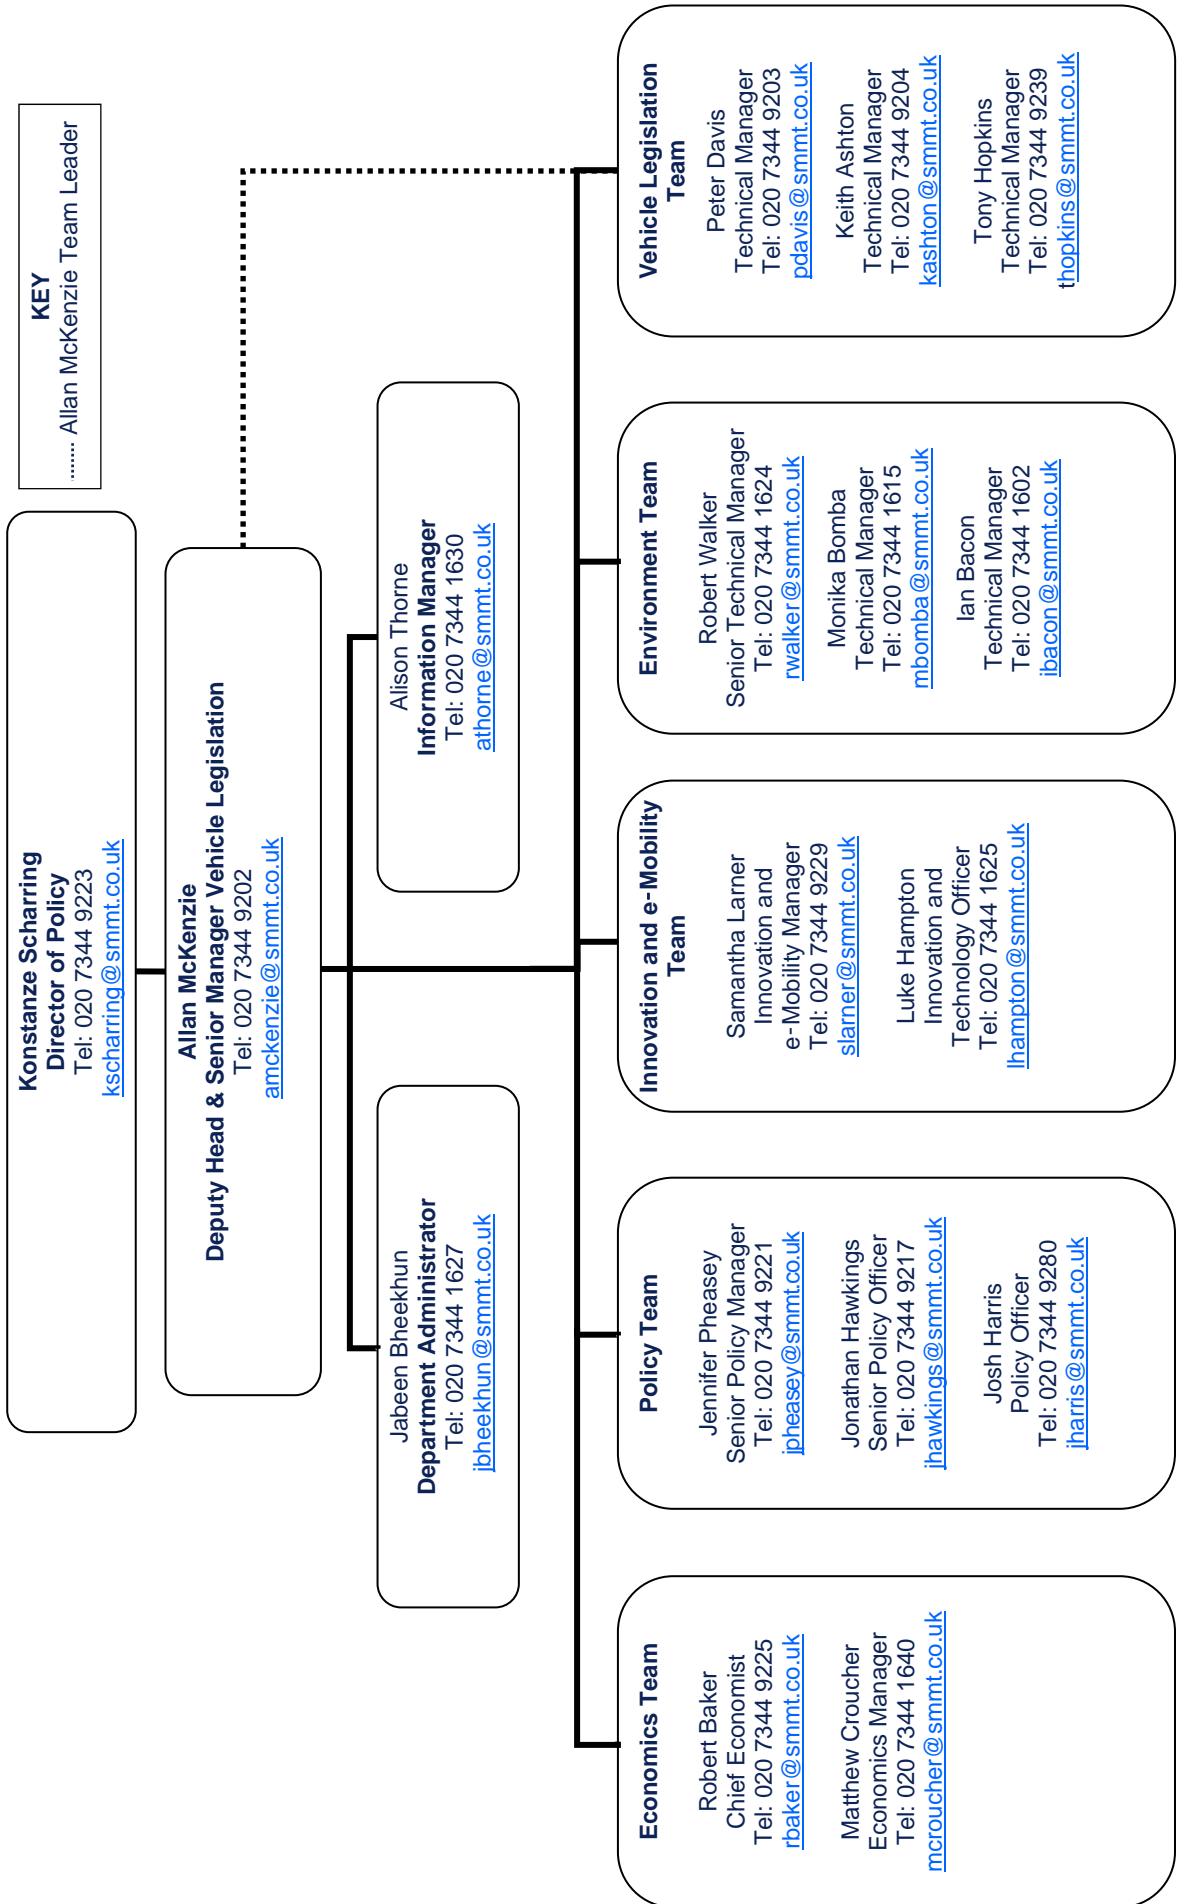 KEY
........ Allan McKenzie Team Leader
Konstanze Scharring
Director of Policy
Tel: 020 7344 9223
kscharring@smmt.co.uk
Allan McKenzie
Deputy Head & Senior Manager Vehicle Legislation
Tel: 020 7344 9202
amckenzie@smmt.co.uk
Jabeen Bheekhun
Department Administrator
Tel: 020 7344 1627
jbheekhun@smmt.co.uk
Alison Thorne
Information Manager
Tel: 020 7344 1630
athorne@smmt.co.uk
Economics Team
Robert Baker
Chief Economist
Tel: 020 7344 9225
rbaker@smmt.co.uk
Matthew Croucher
Economics Manager
Tel: 020 7344 1640
mcroucher@smmt.co.uk
Policy Team
Jennifer Pheasey
Senior Policy Manager
Tel: 020 7344 9221
jpheasey@smmt.co.uk
Jonathan Hawkings
Senior Policy Officer
Tel: 020 7344 9217
jhawkings@smmt.co.uk
Josh Harris
Policy Officer
Tel: 020 7344 9280
jharris@smmt.co.uk
Innovation and e-Mobility
Team
Samantha Larner
Innovation and
e-Mobility Manager
Tel: 020 7344 9229
slarner@smmt.co.uk
Luke Hampton
Innovation and
Technology Officer
Tel: 020 7344 1625
lhampton@smmt.co.uk
Environment Team
Robert Walker
Senior Technical Manager
Tel: 020 7344 1624
rwalker@smmt.co.uk
Monika Bomba
Technical Manager
Tel: 020 7344 1615
mbomba@smmt.co.uk
Ian Bacon
Technical Manager
Tel: 020 7344 1602
ibacon@smmt.co.uk
Vehicle Legislation
Team
Peter Davis
Technical Manager
Tel: 020 7344 9203
pdavis@smmt.co.uk
Keith Ashton
Technical Manager
Tel: 020 7344 9204
kashton@smmt.co.uk
Tony Hopkins
Technical Manager
Tel: 020 7344 9239
thopkins@smmt.co.uk